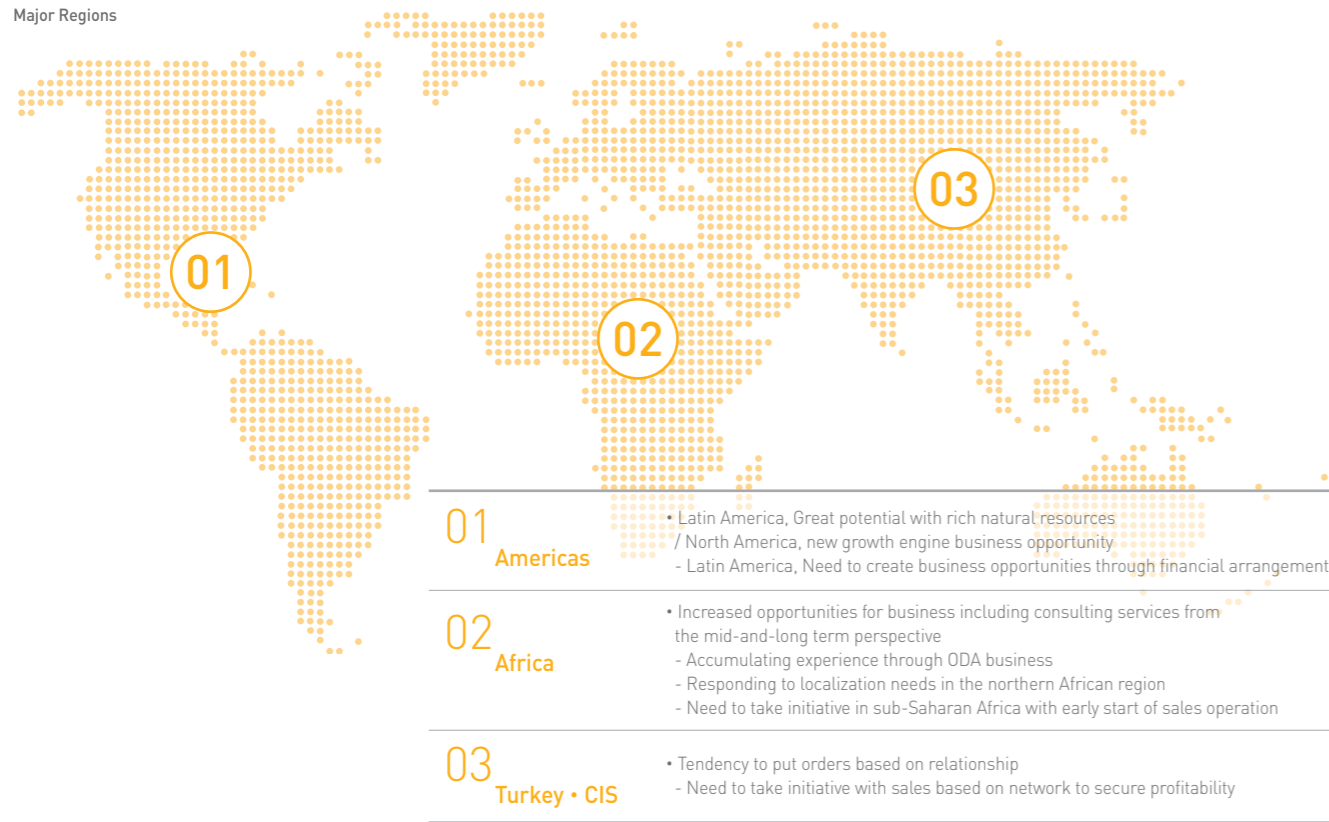 Major Regions
01
02
03
01
Americas
• Latin America, Great potential with rich natural resources
/ North America, new growth engine business opportunity
- Latin America, Need to create business opportunities through financial arrangement
02
Africa
• Increased opportunities for business including consulting services from
the mid-and-long term perspective
- Accumulating experience through ODA business
- Responding to localization needs in the northern African region
- Need to take initiative in sub-Saharan Africa with early start of sales operation
03
Turkey • CIS
• Tendency to put orders based on relationship
- Need to take initiative with sales based on network to secure profitability